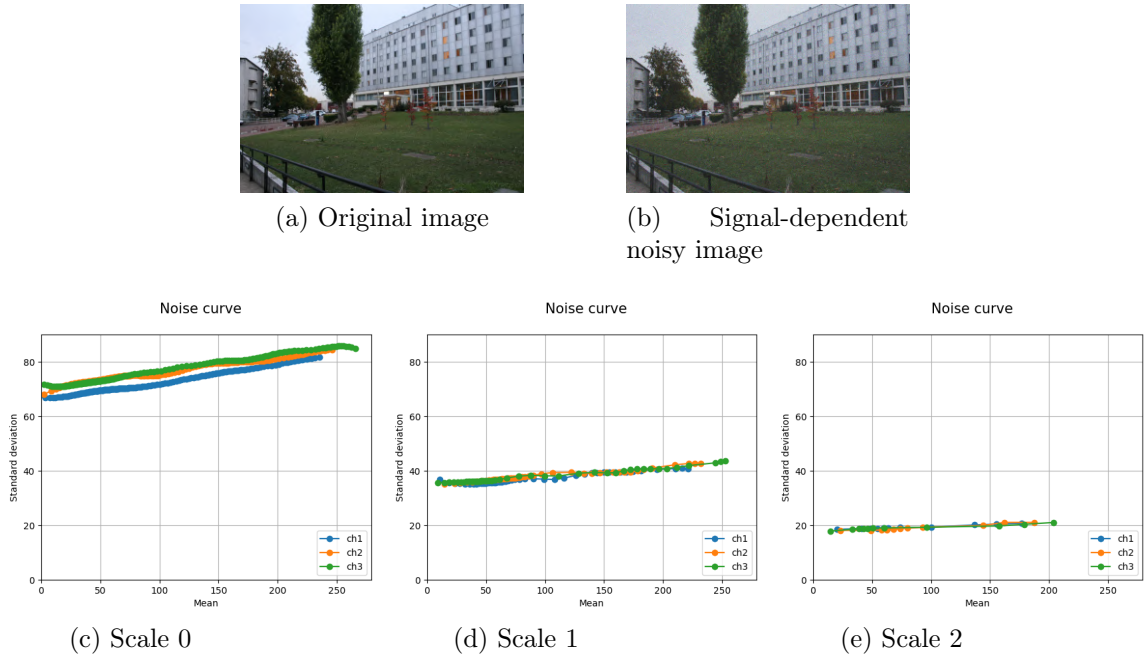 (a) Original image
(b) Signal-dependent
noisy image
Noise curve
Standard deviation
80
60
40
20
0
0 50 100 150 200 250
Mean
ch1
ch2
ch3
(c) Scale 0
Noise curve
Standard deviation
80
60
40
20
0
0 50 100 150 200 250
Mean
ch1
ch2
ch3
(d) Scale 1
Noise curve
Standard deviation
80
60
40
20
0
0 50 100 150 200 250
Mean
ch1
ch2
ch3
(e) Scale 2